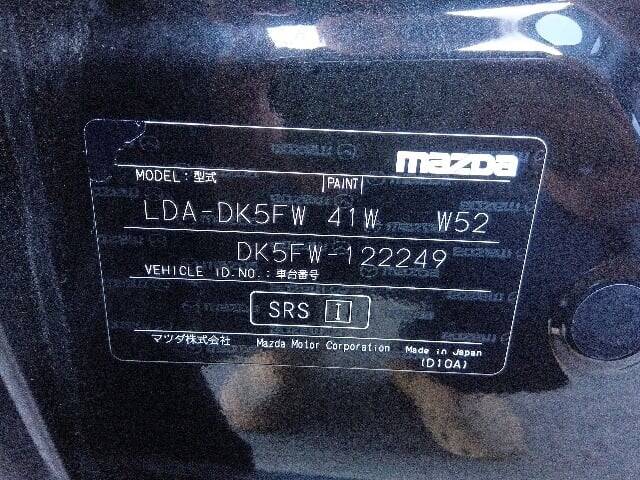 mazda
MODEL:型式 PAINT
LDA-DK5FW 41W W52
DK5FW-122249
VEHICLE ID.NO.:車台番号
SRS I
マツダ株式会社 Mazda Motor Corporation Made in Japan
(D10A)